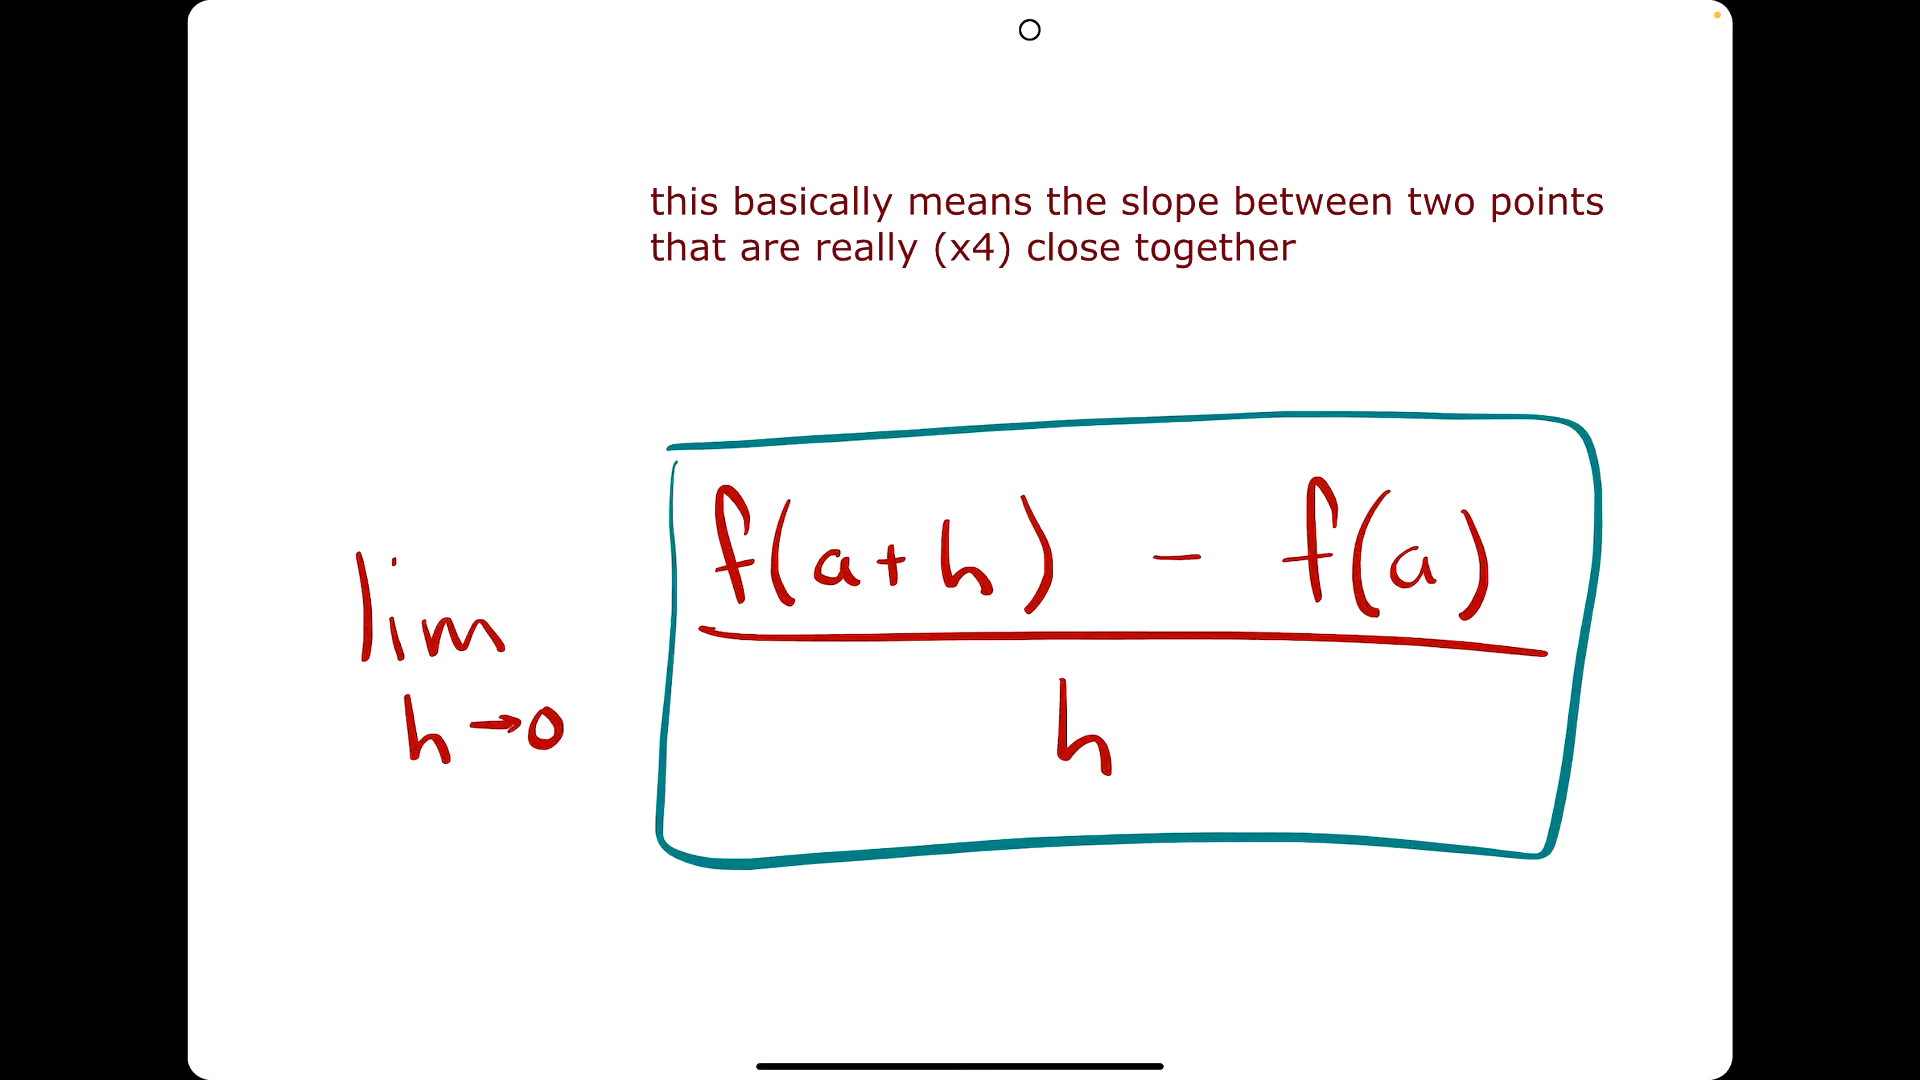 this basically means the slope between two points
that are really (x4) close together
f(a+h) - f(a)
lim
h→0
h